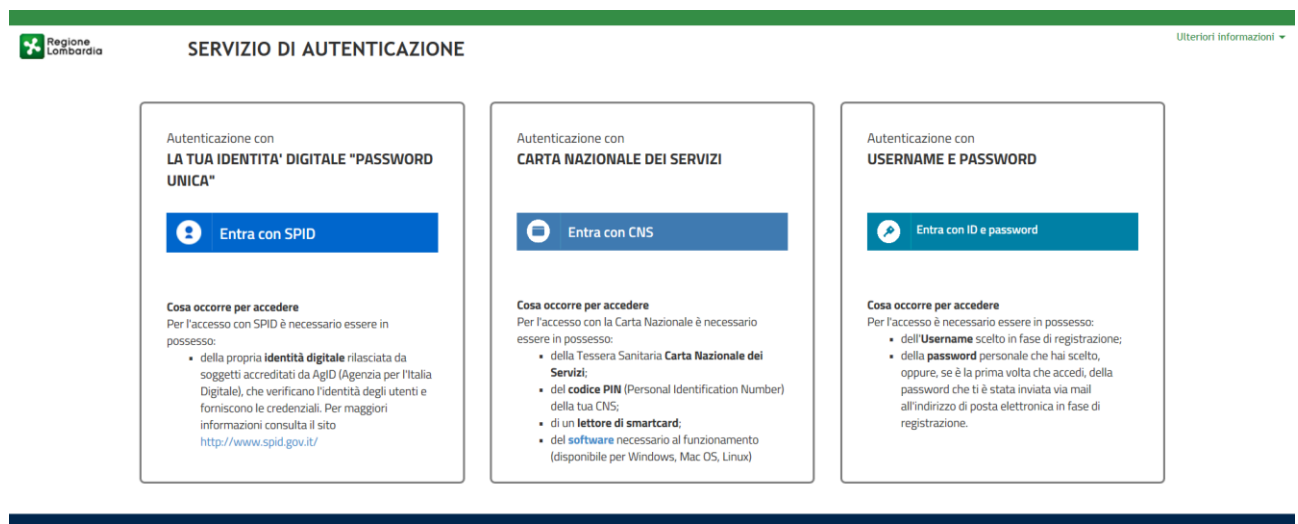 Regione
Lombardia
SERVIZIO DI AUTENTICAZIONE
Ulteriori informazioni
Autenticazione con
LA TUA IDENTITA' DIGITALE "PASSWORD
UNICA"
Entra con SPID
Cosa occorre per accedere
Per l'accesso con SPID è necessario essere in
possesso:
▪ della propria identità digitale rilasciata da
soggetti accreditati da AgID (Agenzia per l'Italia
Digitale), che verificano l'identità degli utenti e
forniscono le credenziali. Per maggiori
informazioni consulta il sito
http://www.spid.gov.it/
Autenticazione con
CARTA NAZIONALE DEI SERVIZI
Entra con CNS
Cosa occorre per accedere
Per l'accesso con la Carta Nazionale è necessario
essere in possesso:
▪ della Tessera Sanitaria Carta Nazionale dei
Servizi;
▪ del codice PIN (Personal Identification Number)
della tua CNS;
▪ di un lettore di smartcard;
▪ del software necessario al funzionamento
(disponibile per Windows, Mac OS, Linux)
Autenticazione con
USERNAME E PASSWORD
Entra con ID e password
Cosa occorre per accedere
Per l'accesso è necessario essere in possesso:
▪ dell'Username scelto in fase di registrazione;
▪ della password personale che hai scelto,
oppure, se è la prima volta che accedi, della
password che ti è stata inviata via mail
all'indirizzo di posta elettronica in fase di
registrazione.